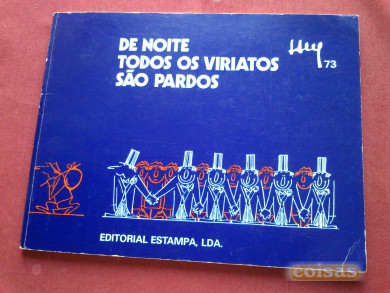 DE NOITE
TODOS OS VIRIATOS
SÃO PARDOS
73
EDITORIAL ESTAMPA, LDA.
coisas